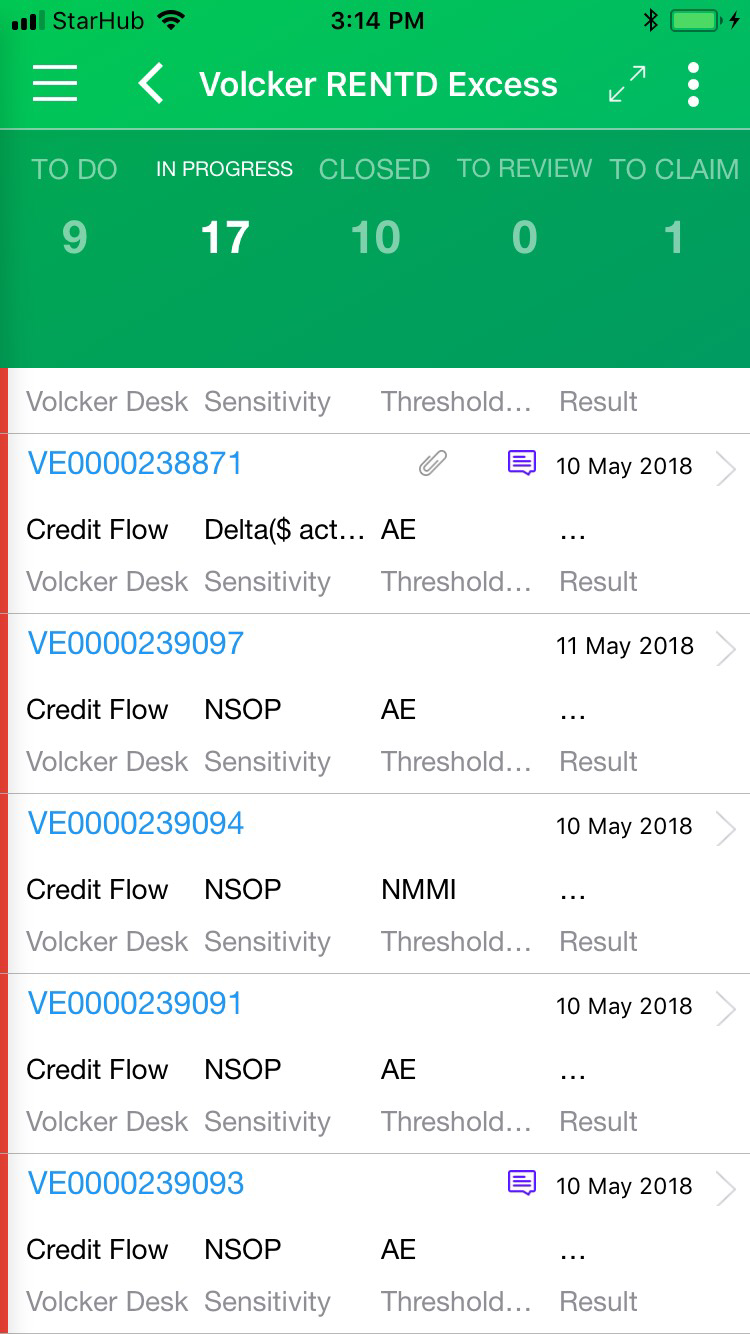 StarHub 3:14 PM
Volcker RENTD Excess
TO DO IN PROGRESS CLOSED TO REVIEW TO CLAIM
9 17 10 0 1
Volcker Desk Sensitivity Threshold... Result
VE0000238871 10 May 2018
Credit Flow Delta($ act... AE ...
Volcker Desk Sensitivity Threshold... Result
VE0000239097 11 May 2018
Credit Flow NSOP AE ...
Volcker Desk Sensitivity Threshold... Result
VE0000239094 10 May 2018
Credit Flow NSOP NMMI ...
Volcker Desk Sensitivity Threshold... Result
VE0000239091 10 May 2018
Credit Flow NSOP AE ...
Volcker Desk Sensitivity Threshold... Result
VE0000239093 10 May 2018
Credit Flow NSOP AE ...
Volcker Desk Sensitivity Threshold... Result